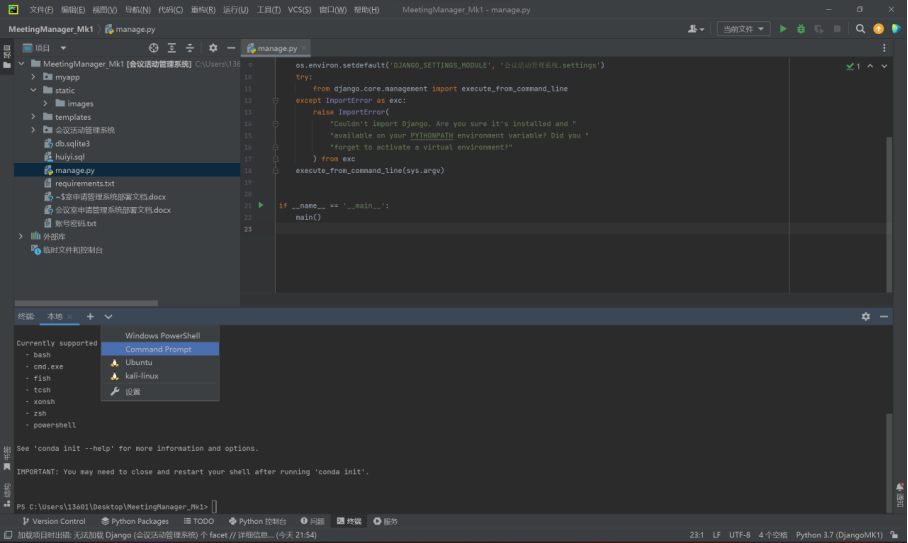 文件(F) 编辑(E) 视图(V) 导航(N) 代码(C) 重构(R) 运行(U) 工具(T) VCS(S) 窗口(W) 帮助(H) MeetingManager_Mk1 - manage.py
MeetingManager_Mk1 manage.py 当前文件
项目
manage.py
MeetingManager_Mk1 [会议活动管理系统] C:\Users\136
myapp
static
images
templates
会议活动管理系统
db.sqlite3
huiyi.sql
manage.py
requirements.txt
~$室申请管理系统部署文档.docx
会议室申请管理系统部署文档.docx
账号密码.txt
外部库
临时文件和控制台
9 os.environ.setdefault('DJANGO_SETTINGS_MODULE', '会议活动管理系统.settings')
10 try:
11 from django.core.management import execute_from_command_line
12 except ImportError as exc:
13 raise ImportError(
14 "Couldn't import Django. Are you sure it's installed and "
15 "available on your PYTHONPATH environment variable? Did you "
16 "forget to activate a virtual environment?"
17 ) from exc
18 execute_from_command_line(sys.argv)
19
20
21 if __name__ == '__main__':
22 main()
23
1
终端: 本地
Windows PowerShell
Command Prompt
Ubuntu
kali-linux
设置
Currently supported
- bash
- cmd.exe
- fish
- tcsh
- xonsh
- zsh
- powershell
See 'conda init --help' for more information and options.
IMPORTANT: You may need to close and restart your shell after running 'conda init'.
PS C:\Users\13601\Desktop\MeetingManager_Mk1>
Version Control Python Packages TODO Python 控制台 问题 终端 服务
加载项目时出错: 无法加载 Django (会议活动管理系统) 个 facet // 详细信息... (今天 21:54) 23:1 LF UTF-8 4 个空格 Python 3.7 (DjangoMK1)
项目
书签
结构
通知